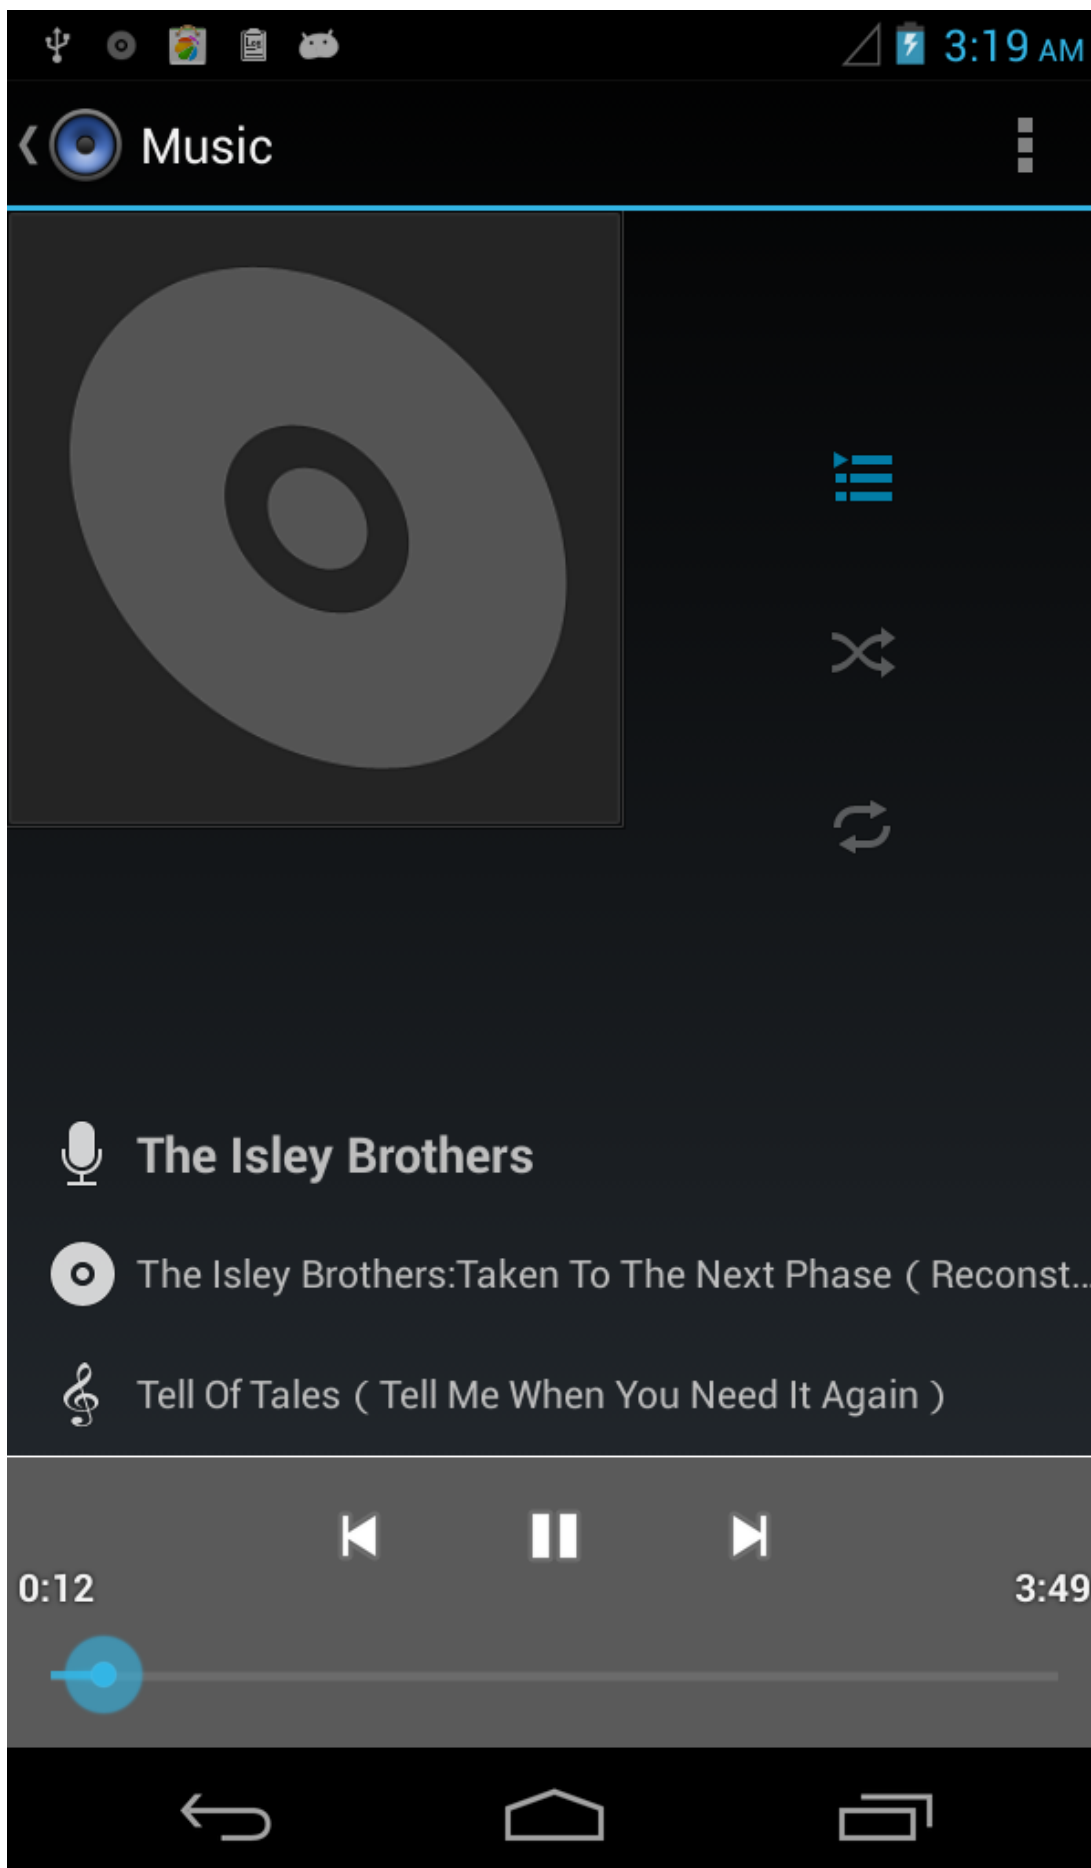 3:19 AM
Music
The Isley Brothers
The Isley Brothers:Taken To The Next Phase ( Reconst...
Tell Of Tales ( Tell Me When You Need It Again )
0:12
3:49